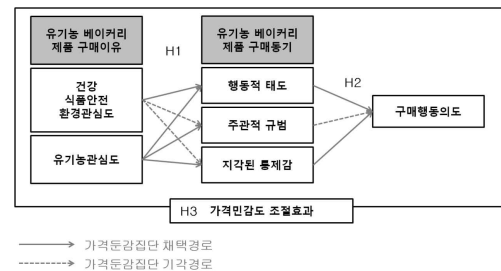 유기농 베이커리
제품 구매이유
H1
유기농 베이커리
제품 구매동기
건강
식품안전
환경관심도
유기농관심도
행동적 태도
주관적 규범
지각된 통제감
H2
구매행동의도
H3 가격민감도 조절효과
가격둔감집단 채택경로
가격둔감집단 기각경로